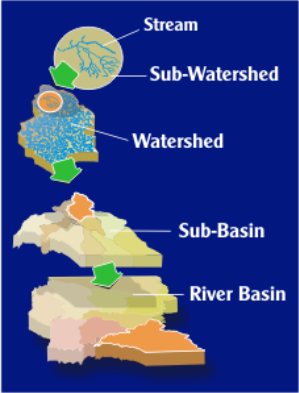 Stream
Sub-Watershed
Watershed
Sub-Basin
River Basin